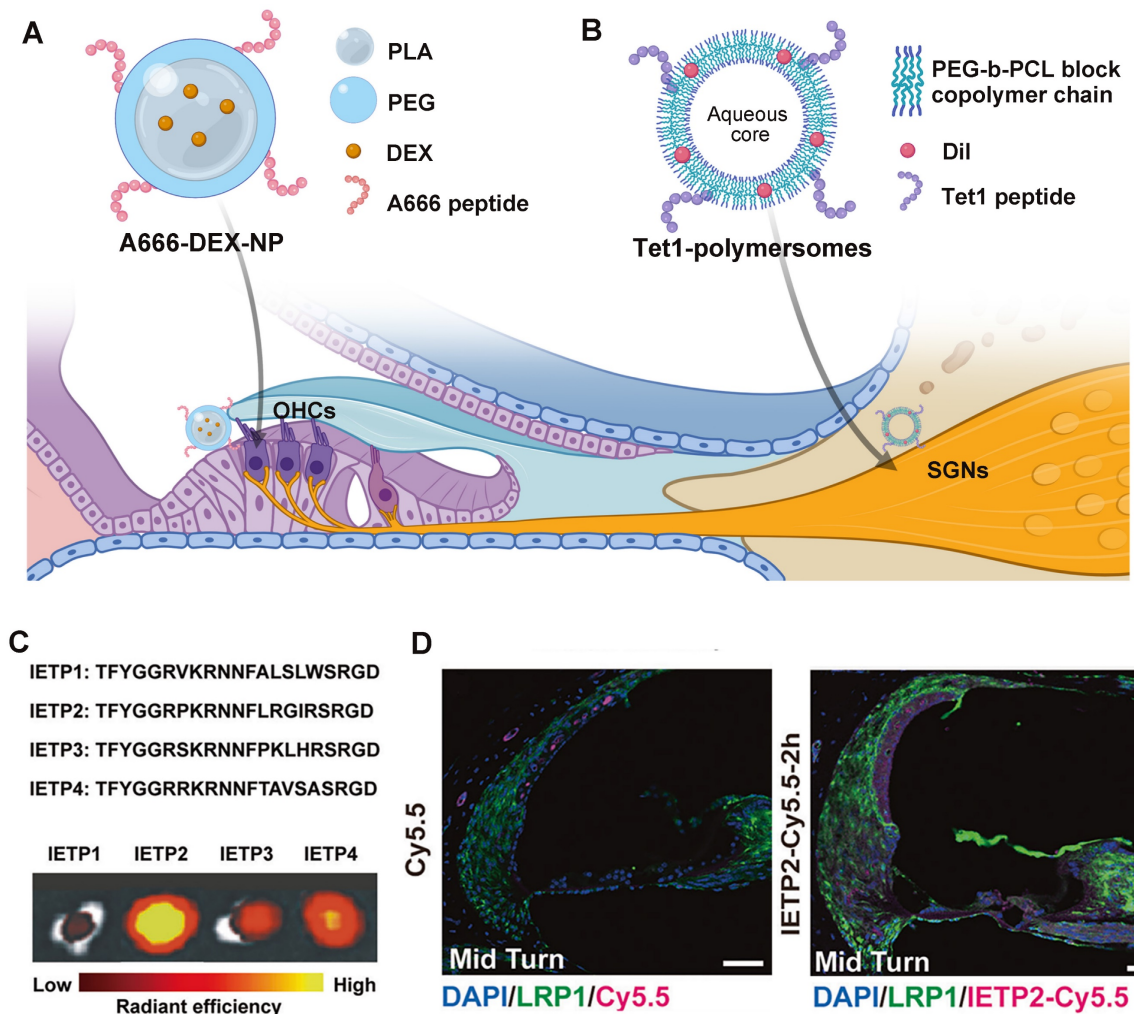 A
PLA
PEG
DEX
A666 peptide
A666-DEX-NP
B
Aqueous
core
PEG-b-PCL block
copolymer chain
DiI
Tet1 peptide
Tet1-polymersomes
OHCs
SGNs
C
IETP1: TFYGGRVKRNNFALSLWSRGD
IETP2: TFYGGRPKRNNFLRGIRSRGD
IETP3: TFYGGRSKRNNFPKLHRSRGD
IETP4: TFYGGRRKRNNFTAVSASRGD
IETP1 IETP2 IETP3 IETP4
Low High
Radiant efficiency
D
Cy5.5
Mid Turn
DAPI/LRP1/Cy5.5
IETP2-Cy5.5-2h
Mid Turn
DAPI/LRP1/IETP2-Cy5.5